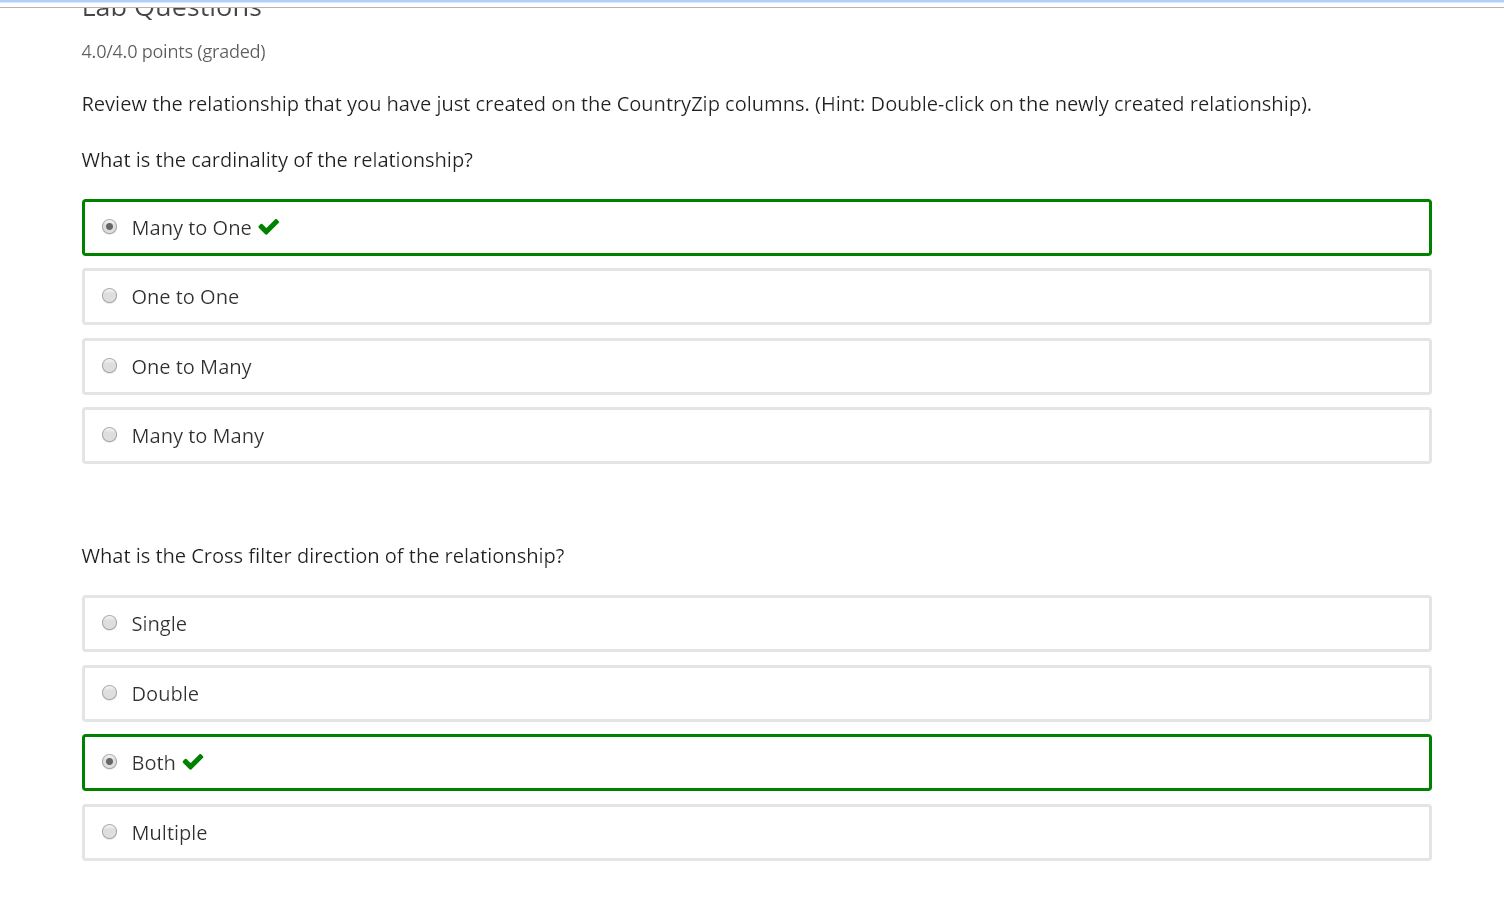 Lab Questions
4.0/4.0 points (graded)
Review the relationship that you have just created on the CountryZip columns. (Hint: Double-click on the newly created relationship).
What is the cardinality of the relationship?
Many to One
One to One
One to Many
Many to Many
What is the Cross filter direction of the relationship?
Single
Double
Both
Multiple